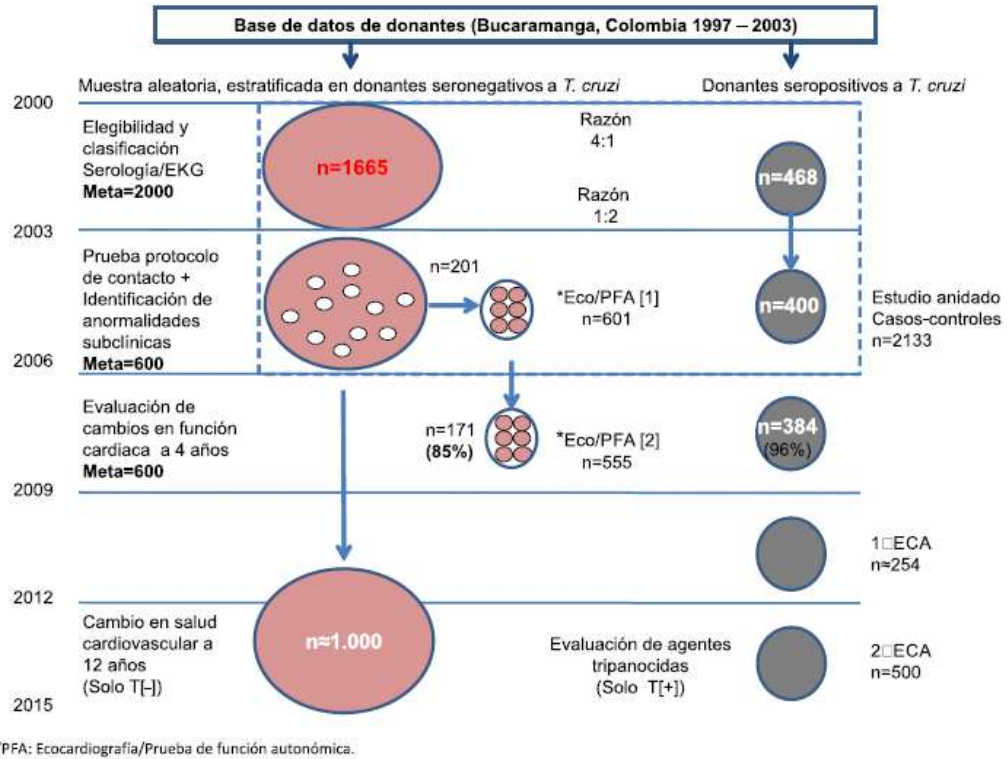 Base de datos de donantes (Bucaramanga, Colombia 1997 – 2003)
Muestra aleatoria, estratificada en donantes seronegativos a T. cruzi
Donantes seropositivos a T. cruzi
2000
Elegibilidad y
clasificación
Serología/EKG
Meta=2000
n=1665
Razón
4:1
Razón
1:2
n=468
2003
Prueba protocolo
de contacto +
Identificación de
anormalidades
subclínicas
Meta=600
n=201
*Eco/PFA [1]
n=601
n=400
Estudio anidado
Casos-controles
n=2133
2006
Evaluación de
cambios en función
cardiaca a 4 años
Meta=600
n=171
(85%)
*Eco/PFA [2]
n=555
n=384
(96%)
2009
1□ECA
n≈254
2012
Cambio en salud
cardiovascular a
12 años
(Solo T[–])
n≈1.000
Evaluación de agentes
tripanocidas
(Solo T[+])
2□ECA
n=500
2015
/PFA: Ecocardiografía/Prueba de función autonómica.